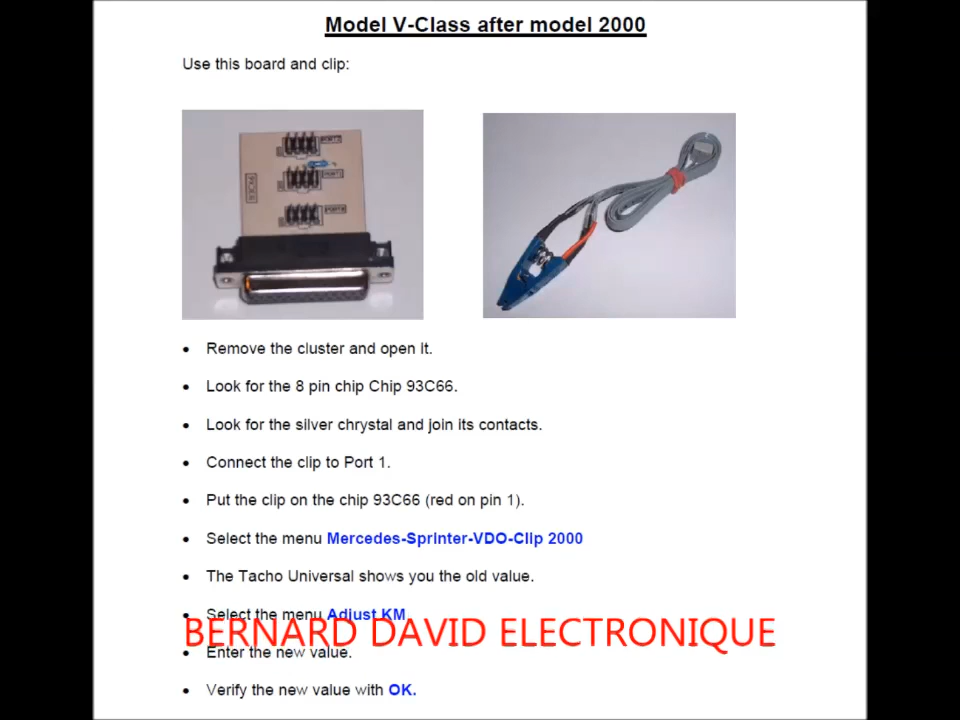 Model V-Class after model 2000
Use this board and clip:
• Remove the cluster and open it.
• Look for the 8 pin chip Chip 93C66.
• Look for the silver chrystal and join its contacts.
• Connect the clip to Port 1.
• Put the clip on the chip 93C66 (red on pin 1).
• Select the menu Mercedes-Sprinter-VDO-Clip 2000
• The Tacho Universal shows you the old value.
• Select the menu Adjust KM
BERNARD DAVID ELECTRONIQUE
• Enter the new value.
• Verify the new value with OK.